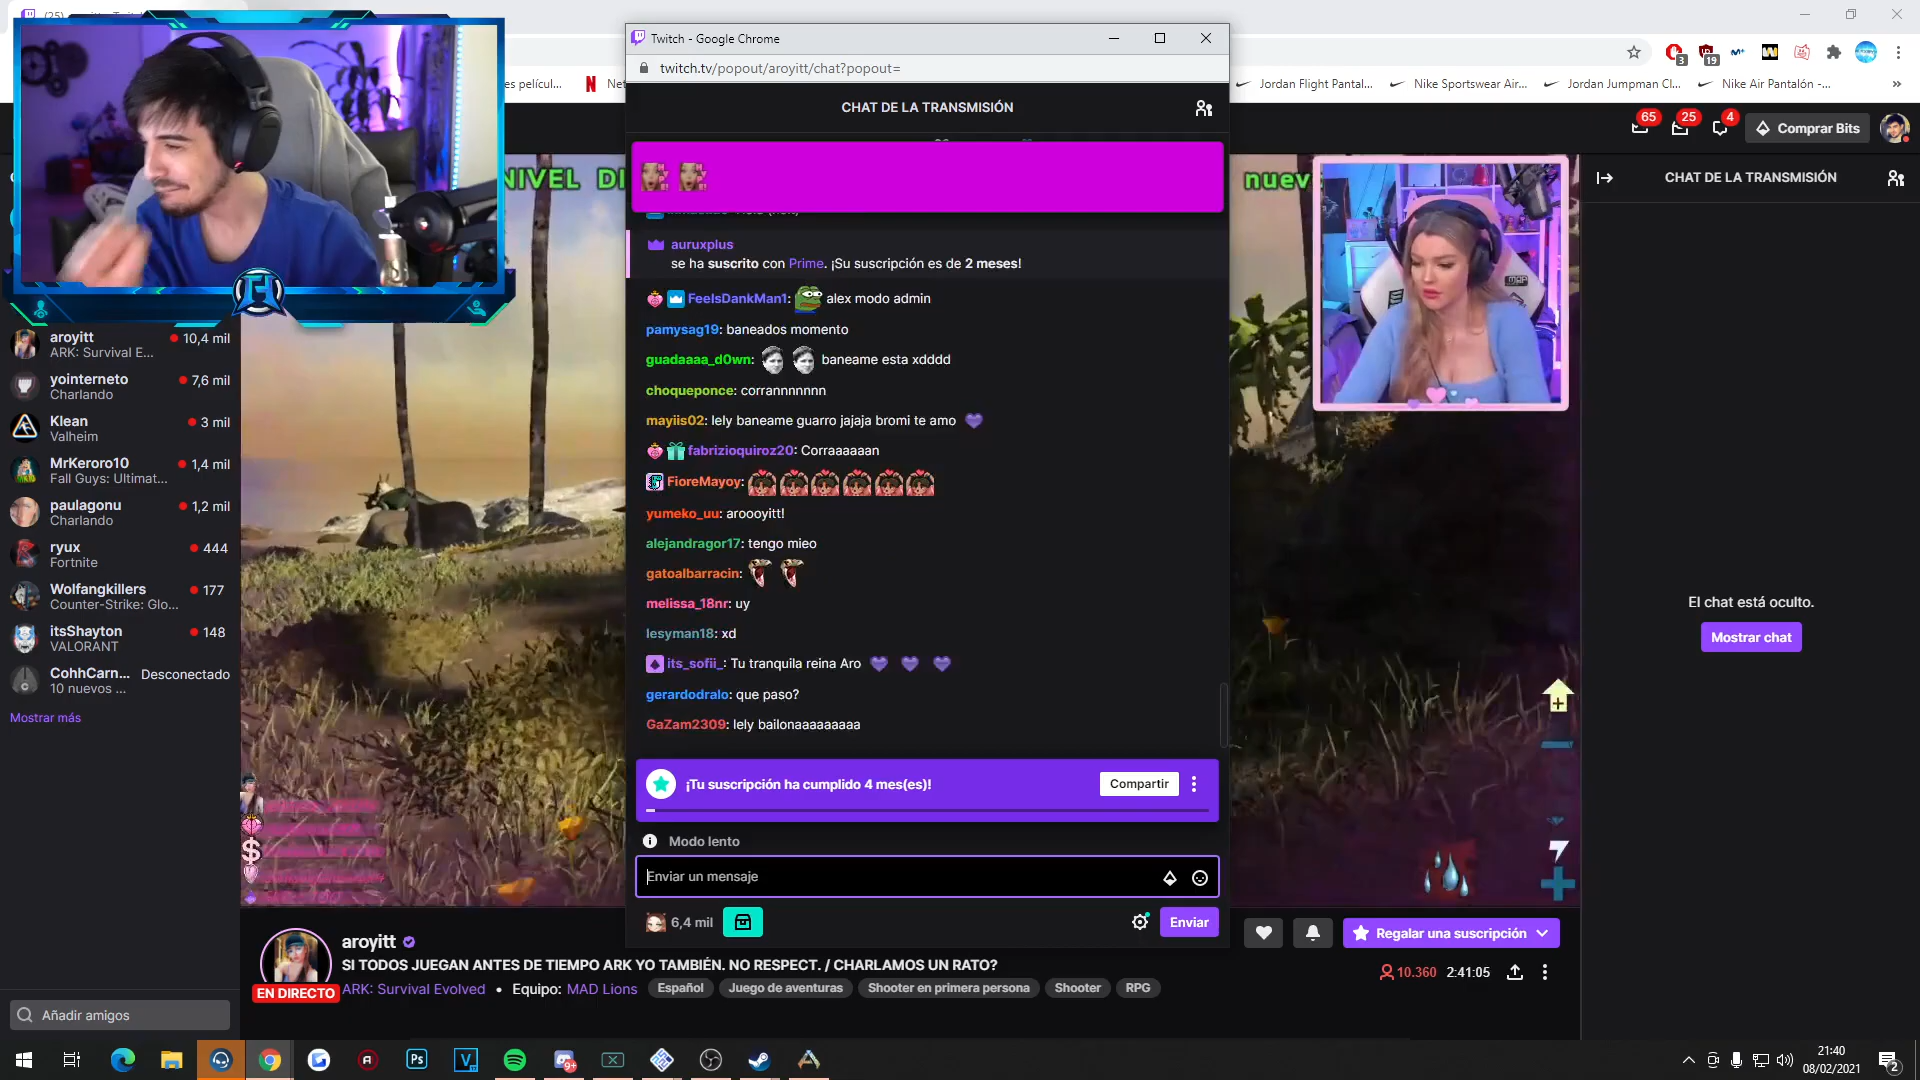 (25)
Twitch - Google Chrome
twitch.tv/popout/aroyitt/chat?popout=
es películ...
Net
Jordan Flight Pantal...
Nike Sportswear Air...
Jordan Jumpman Cl...
Nike Air Pantalón -...
»
3
19
65
25
4
Comprar Bits
CHAT DE LA TRANSMISIÓN
NIVEL DI
nuev
auruxplus
se ha suscrito con Prime. ¡Su suscripción es de 2 meses!
FeelsDankMan1: alex modo admin
pamysag19: baneados momento
guadaaaa_d0wn: baneame esta xdddd
choqueponce: corrannnnnnn
mayiis02: lely baneame guarro jajaja bromi te amo
fabrizioquiroz20: Corraaaaaan
FioreMayoy:
yumeko_uu: aroooyitt!
alejandragor17: tengo mieo
gatoalbarracin:
melissa_18nr: uy
lesyman18: xd
its_sofii_: Tu tranquila reina Aro
gerardodralo: que paso?
GaZam2309: lely bailonaaaaaaaaa
¡Tu suscripción ha cumplido 4 mes(es)!
Compartir
Modo lento
Enviar un mensaje
6,4 mil
Enviar
CHAT DE LA TRANSMISIÓN
El chat está oculto.
Mostrar chat
aroyitt
10,4 mil
ARK: Survival E...
yointerneto
7,6 mil
Charlando
Klean
3 mil
Valheim
MrKeroro10
1,4 mil
Fall Guys: Ultimat...
paulagonu
1,2 mil
Charlando
ryux
444
Fortnite
Wolfangkillers
177
Counter-Strike: Glo...
itsShayton
148
VALORANT
CohhCarn...
Desconectado
10 nuevos ...
Mostrar más
Añadir amigos
aroyitt
SI TODOS JUEGAN ANTES DE TIEMPO ARK YO TAMBIÉN. NO RESPECT. / CHARLAMOS UN RATO?
EN DIRECTO
ARK: Survival Evolved • Equipo: MAD Lions
Español
Juego de aventuras
Shooter en primera persona
Shooter
RPG
Regalar una suscripción
10.360
2:41:05
Ps
9+
21:40
08/02/2021
2